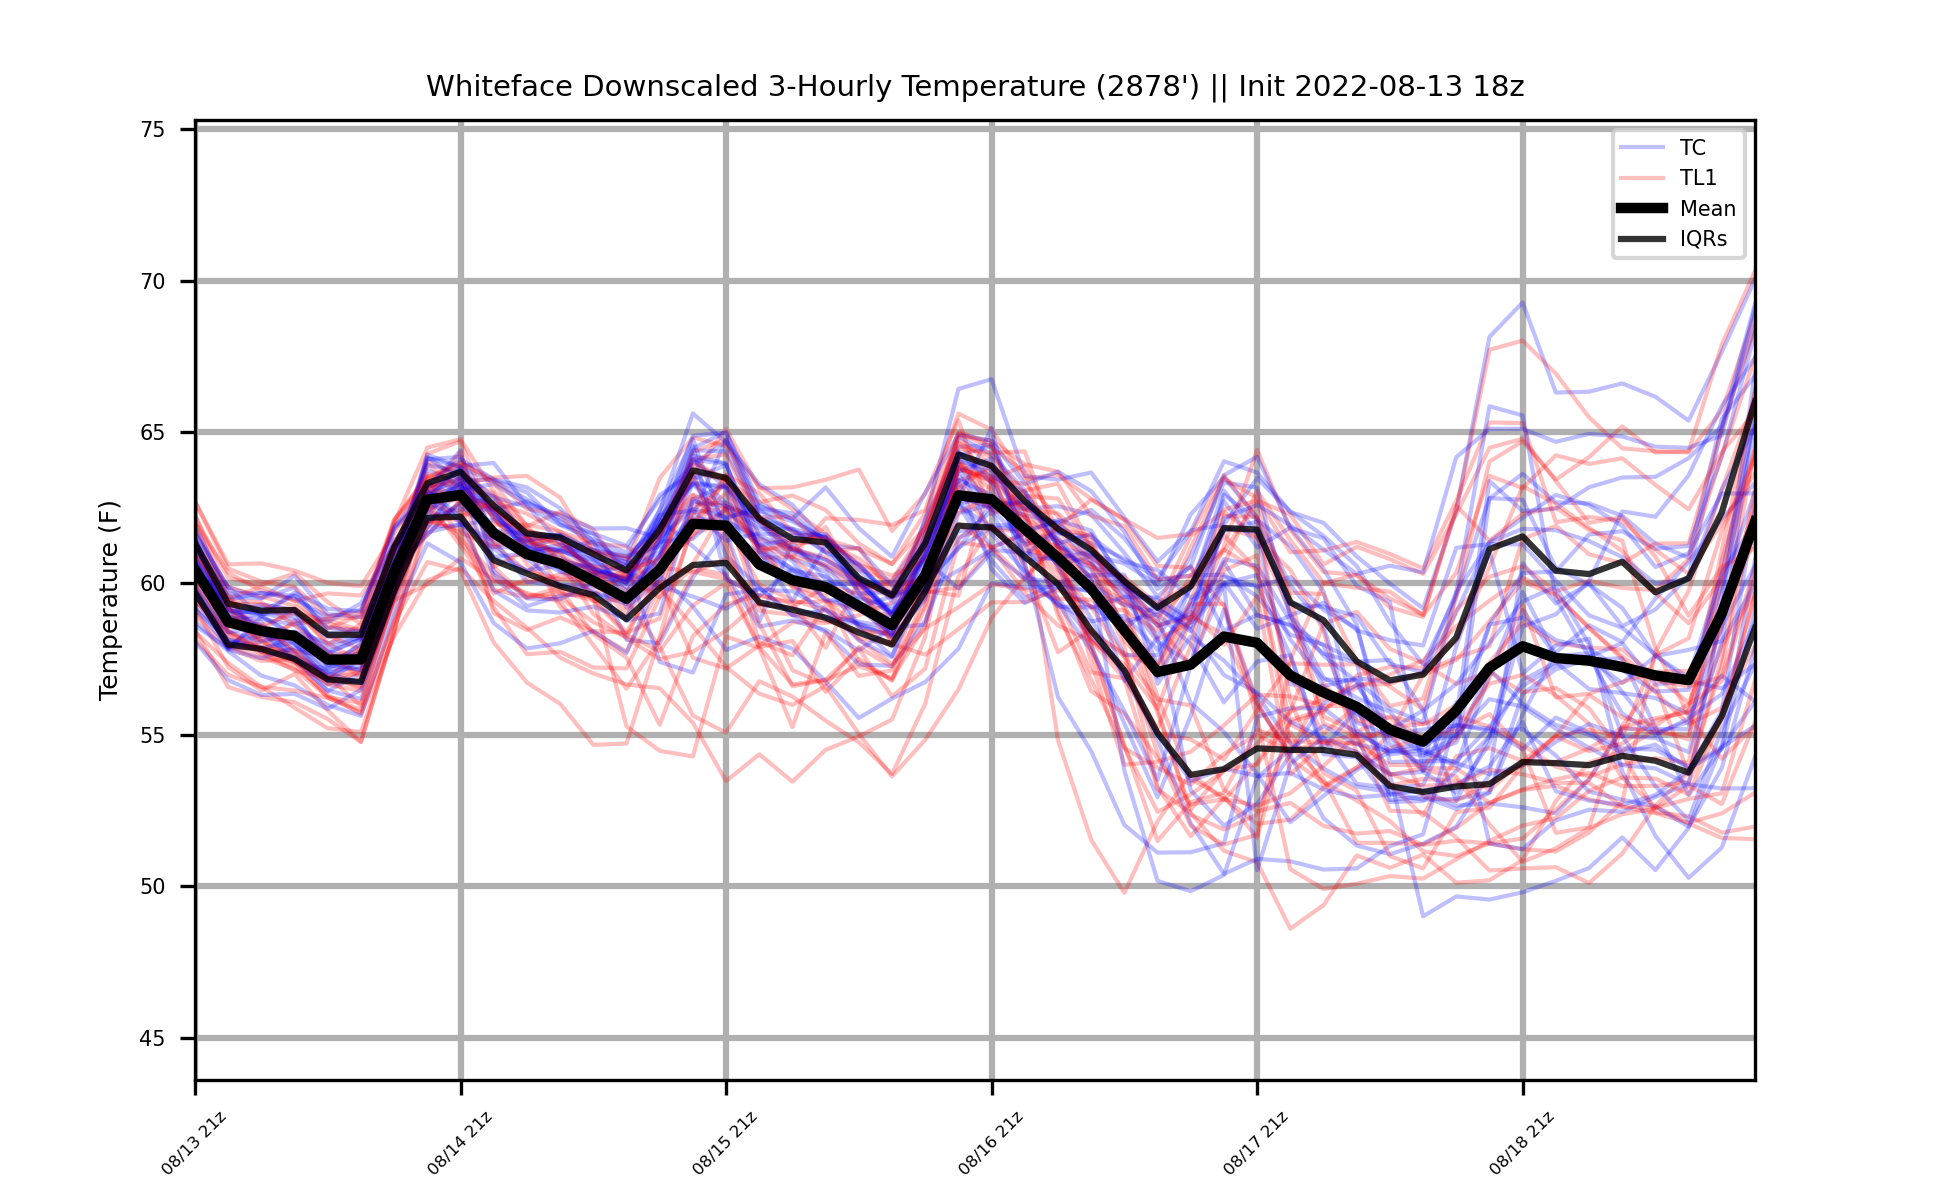 Whiteface Downscaled 3-Hourly Temperature (2878') || Init 2022-08-13 18z
Temperature (F)
75
70
65
60
55
50
45
TC
TL1
Mean
IQRs
08/13 21z
08/14 21z
08/15 21z
08/16 21z
08/17 21z
08/18 21z